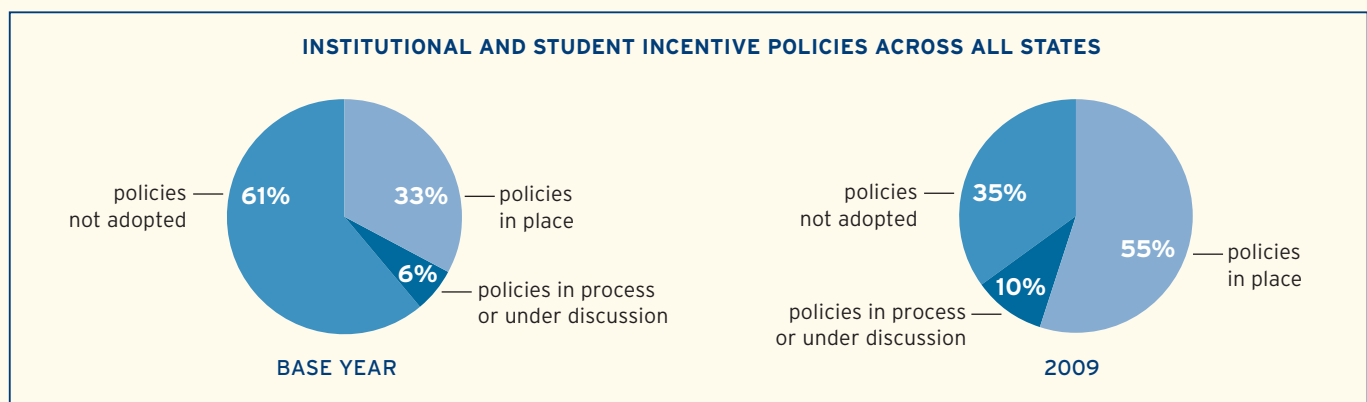 INSTITUTIONAL AND STUDENT INCENTIVE POLICIES ACROSS ALL STATES
policies
not adopted
61%
33%
policies
in place
6%
policies in process
or under discussion
BASE YEAR
policies
not adopted
35%
55%
policies
in place
10%
policies in process
or under discussion
2009